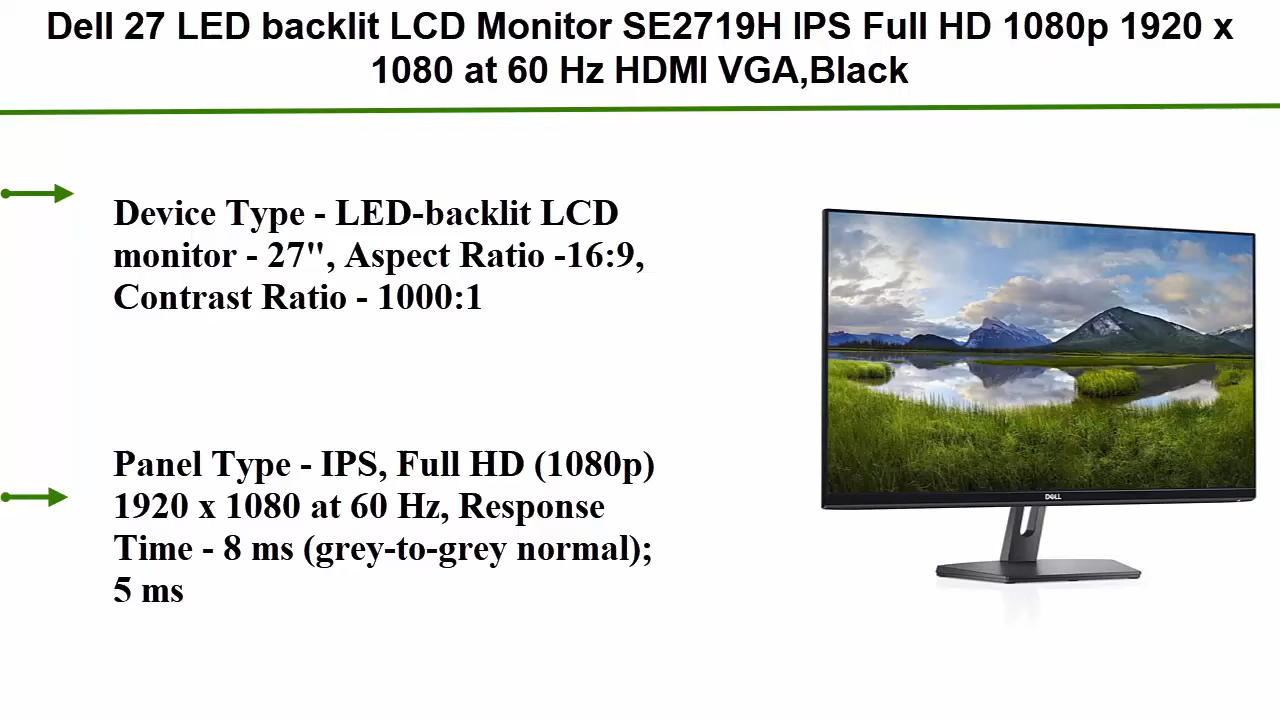 Dell 27 LED backlit LCD Monitor SE2719H IPS Full HD 1080p 1920 x
1080 at 60 Hz HDMI VGA,Black
Device Type - LED-backlit LCD
monitor - 27", Aspect Ratio -16:9,
Contrast Ratio - 1000:1
Panel Type - IPS, Full HD (1080p)
1920 x 1080 at 60 Hz, Response
Time - 8 ms (grey-to-grey normal);
5 ms
DELL